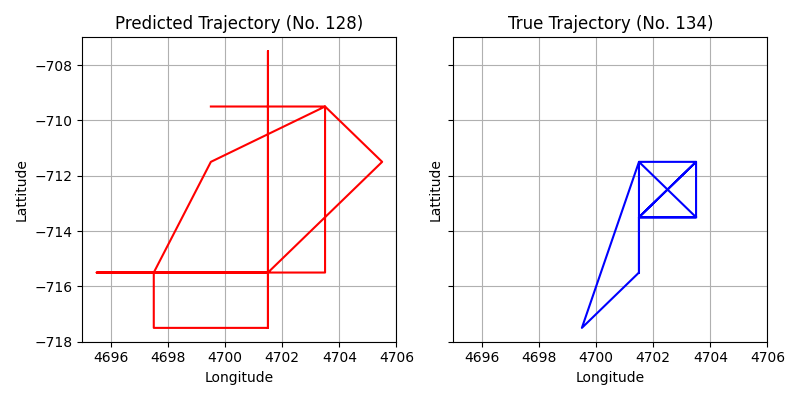 Predicted Trajectory (No. 128)
True Trajectory (No. 134)
−708
−710
−712
−714
−716
−718
Lattitude
Lattitude
4696 4698 4700 4702 4704 4706
4696 4698 4700 4702 4704 4706
Longitude
Longitude